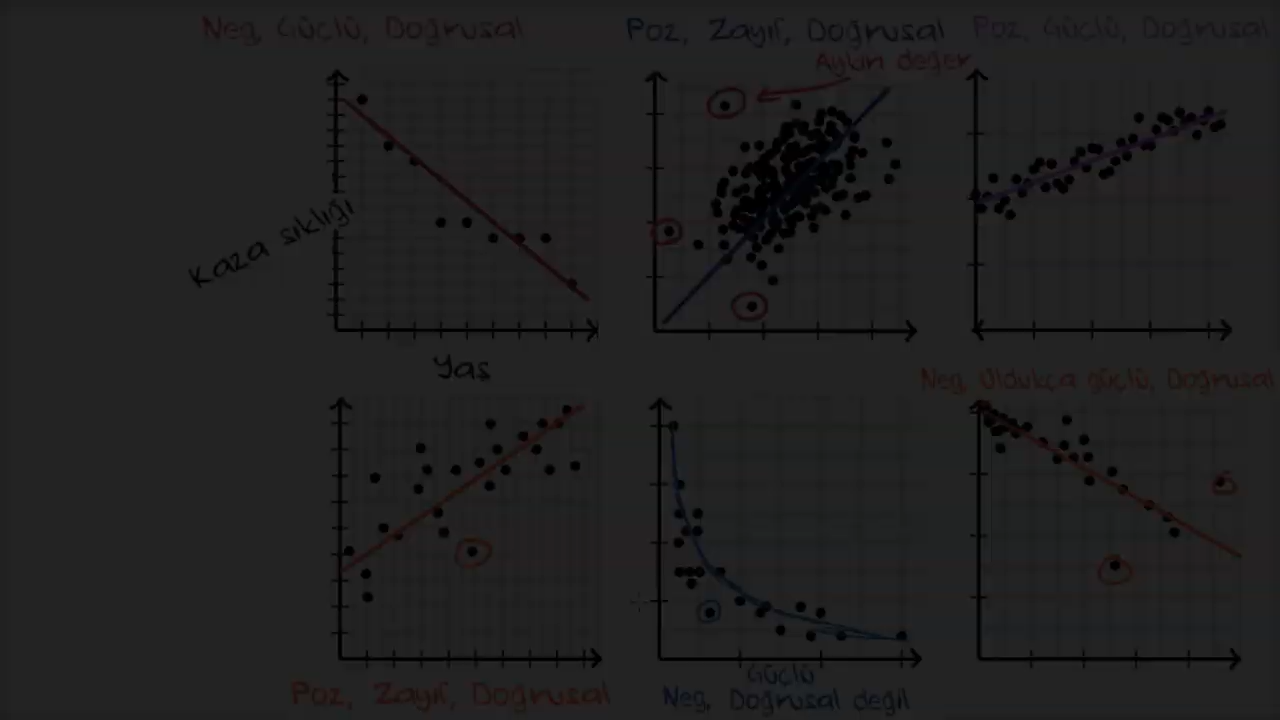 Neg, Güçlü, Doğrusal
Poz, Zayıf, Doğrusal
Poz, Güçlü, Doğrusal
Aykırı değer
Kaza sıklığı
Yaş
Neg, Oldukça güçlü, Doğrusal
Poz, Zayıf, Doğrusal
Güçlü
Neg, Doğrusal değil